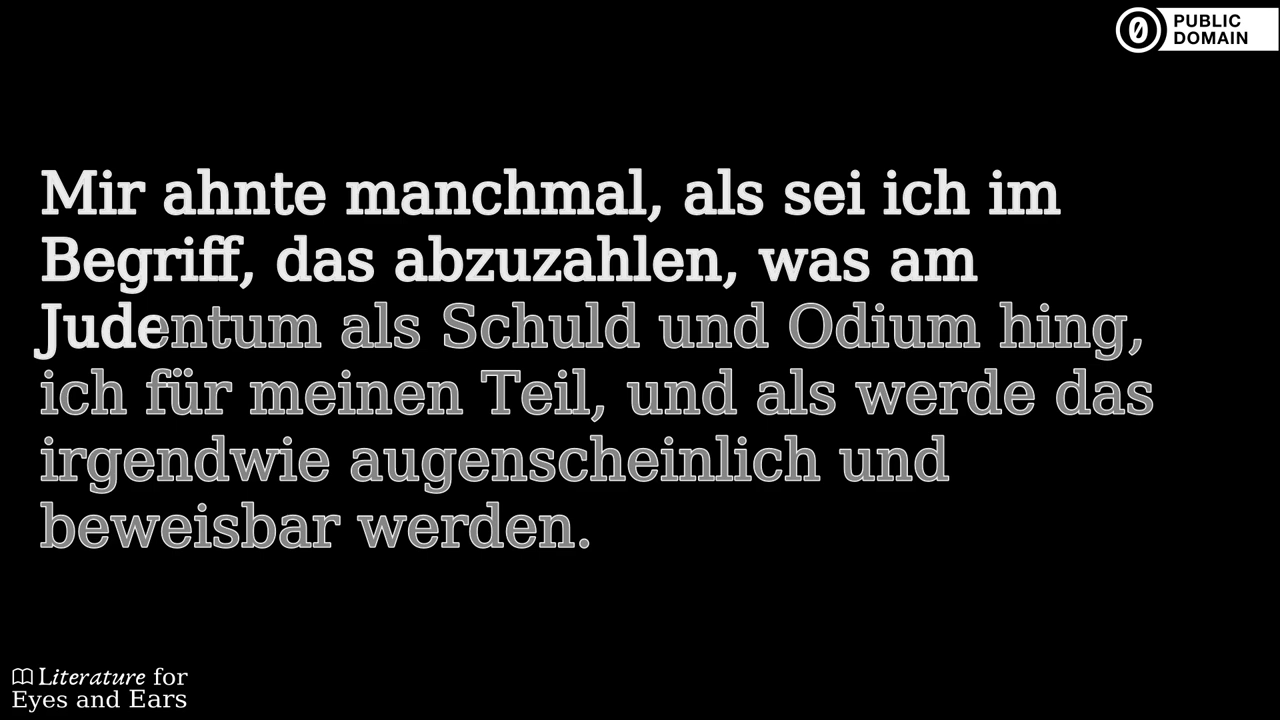 PUBLIC
DOMAIN
Mir ahnte manchmal, als sei ich im
Begriff, das abzuzahlen, was am
Judentum als Schuld und Odium hing,
ich für meinen Teil, und als werde das
irgendwie augenscheinlich und
beweisbar werden.
Literature for
Eyes and Ears